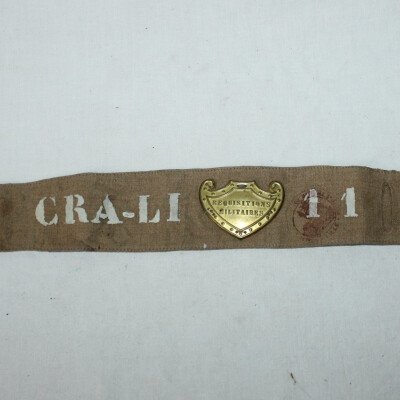 CRA-LI
REQUISITIONS
MILITAIRES
11